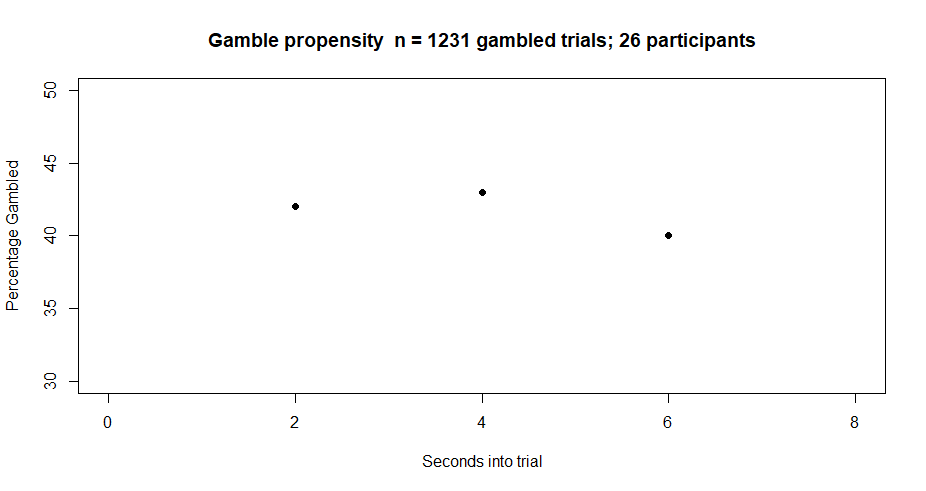 Gamble propensity  n = 1231 gambled trials; 26 participants
Percentage Gambled
50
45
40
35
30
0 2 4 6 8
Seconds into trial